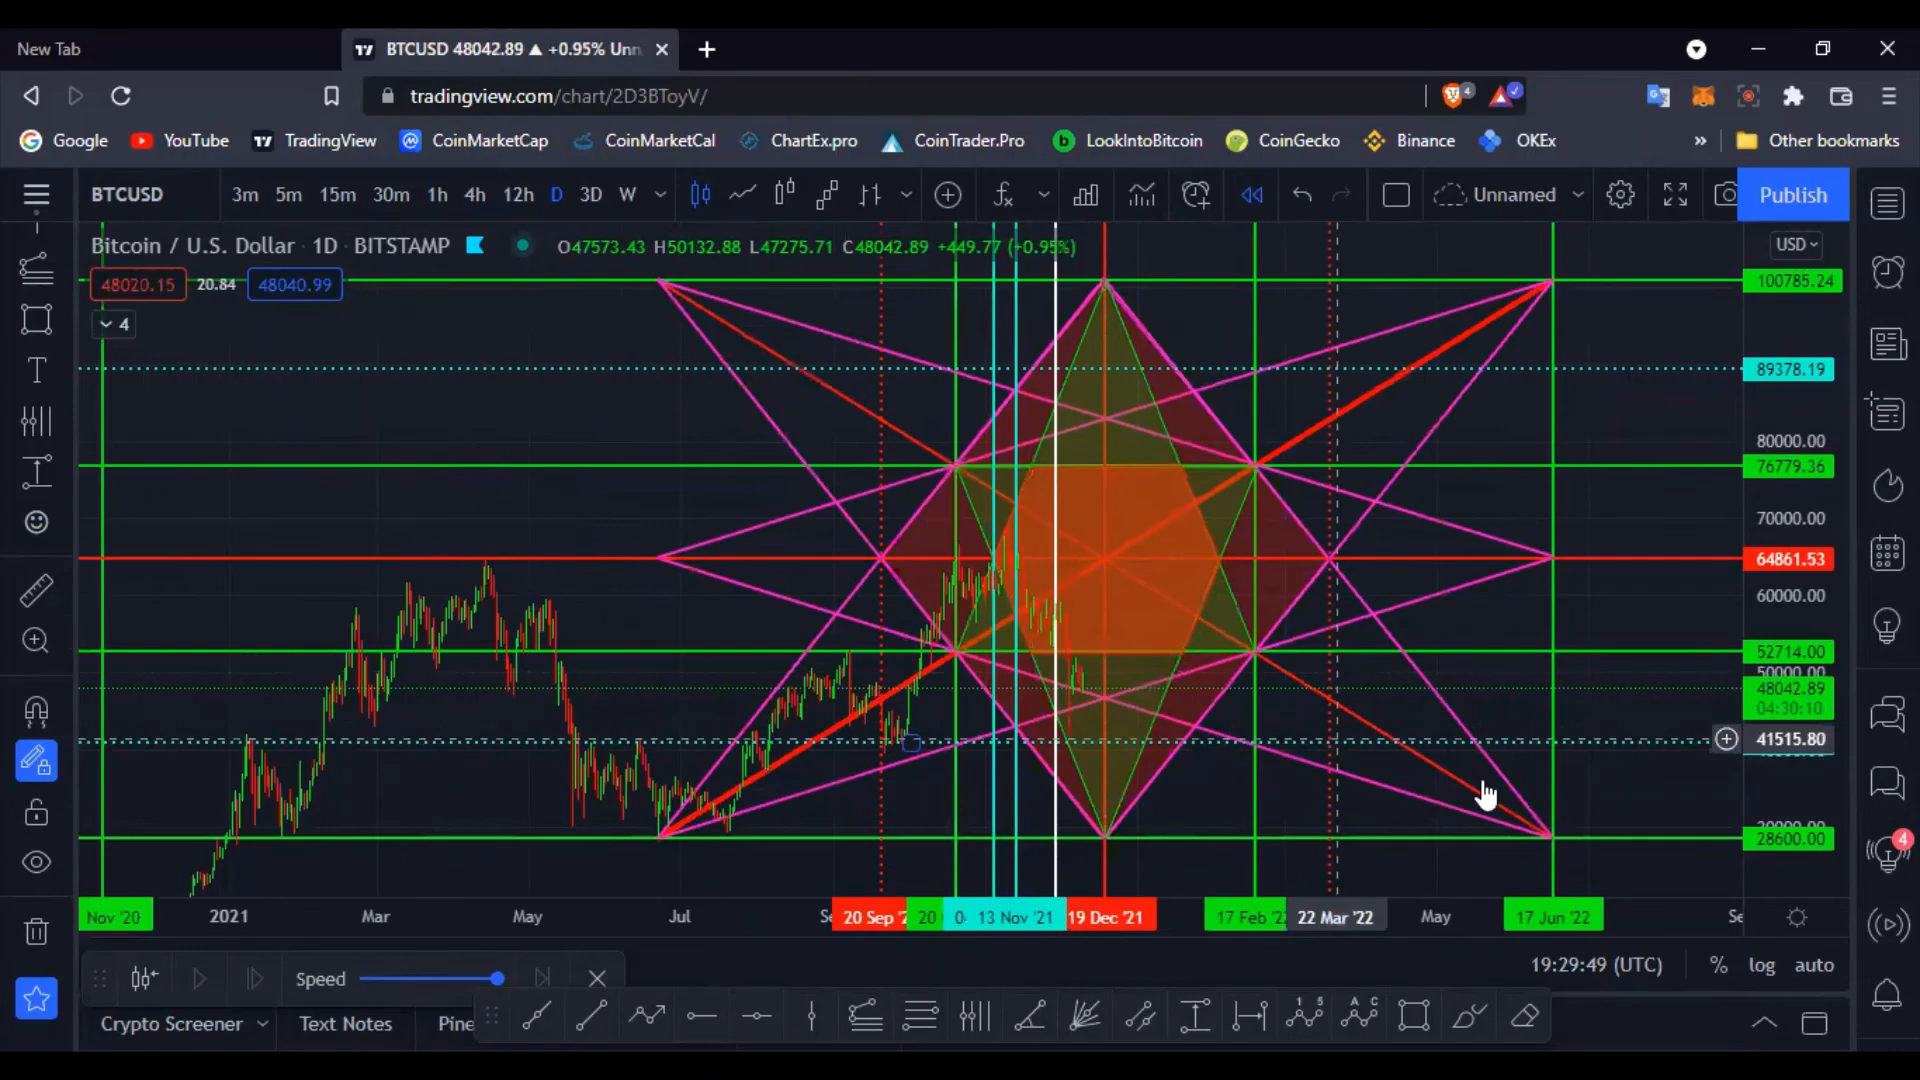 New Tab
BTCUSD 48042.89 ▲ +0.95% Unn
tradingview.com/chart/2D3BToyV/
4
Google YouTube TradingView CoinMarketCap CoinMarketCal ChartEx.pro CoinTrader.Pro LookIntoBitcoin CoinGecko Binance OKEx » Other bookmarks
BTCUSD 3m 5m 15m 30m 1h 4h 12h D 3D W Unnamed Publish
Bitcoin / U.S. Dollar · 1D · BITSTAMP O47573.43 H50132.88 L47275.71 C48042.89 +449.77 (+0.95%) USD
48020.15 20.84 48040.99
4
100785.24
89378.19
80000.00
76779.36
70000.00
64861.53
60000.00
52714.00
50000.00
48042.89
04:30:10
41515.80
28600.00
4
Nov '20 2021 Mar May Jul 20 Sep '2 20 13 Nov '21 19 Dec '21 17 Feb '22 22 Mar '22 May 17 Jun '22 Se
Speed 19:29:49 (UTC) % log auto
Crypto Screener Text Notes Pine